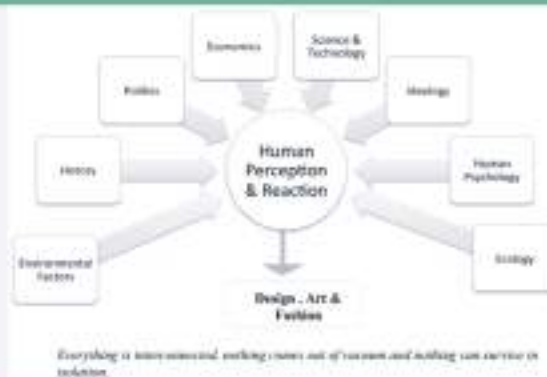 Economics
Science &
Technology
Politics
Ideology
History
Human
Perception
& Reaction
Human
Psychology
Environmental
Factors
Ecology
Design , Art &
Fashion
Everything is interconnected, nothing comes out of vacuum and nothing can survive in
isolation